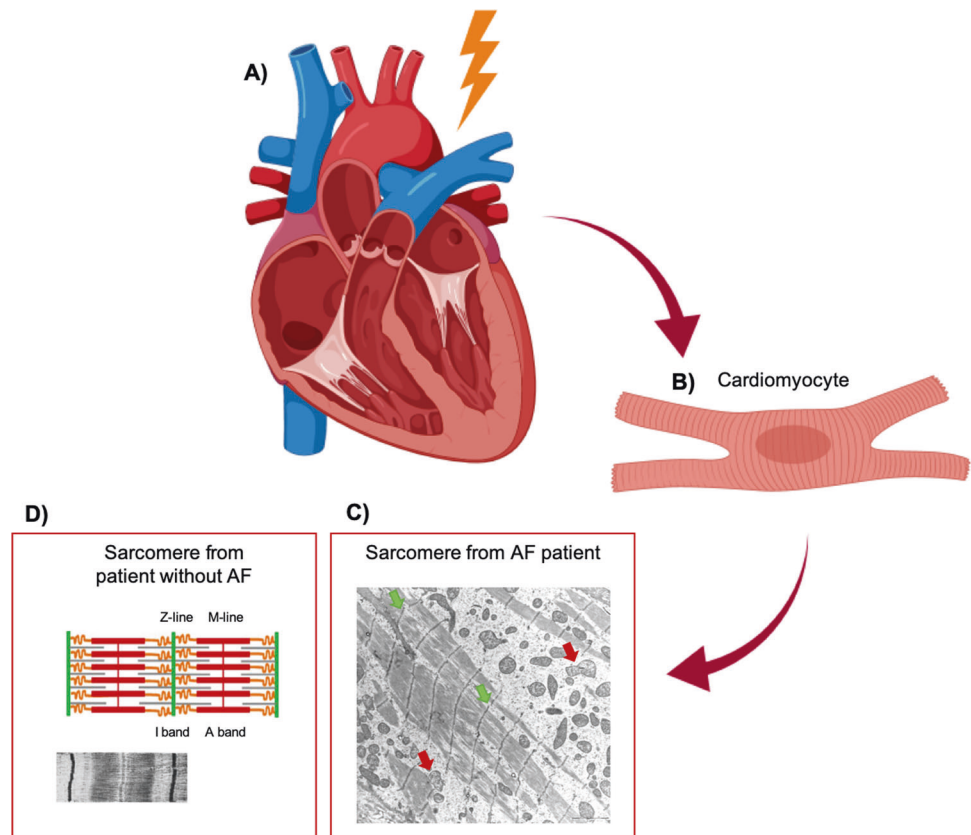 A)
B) Cardiomyocyte
D)
C)
Sarcomere from
patient without AF
Z-line M-line
I band A band
Sarcomere from AF patient